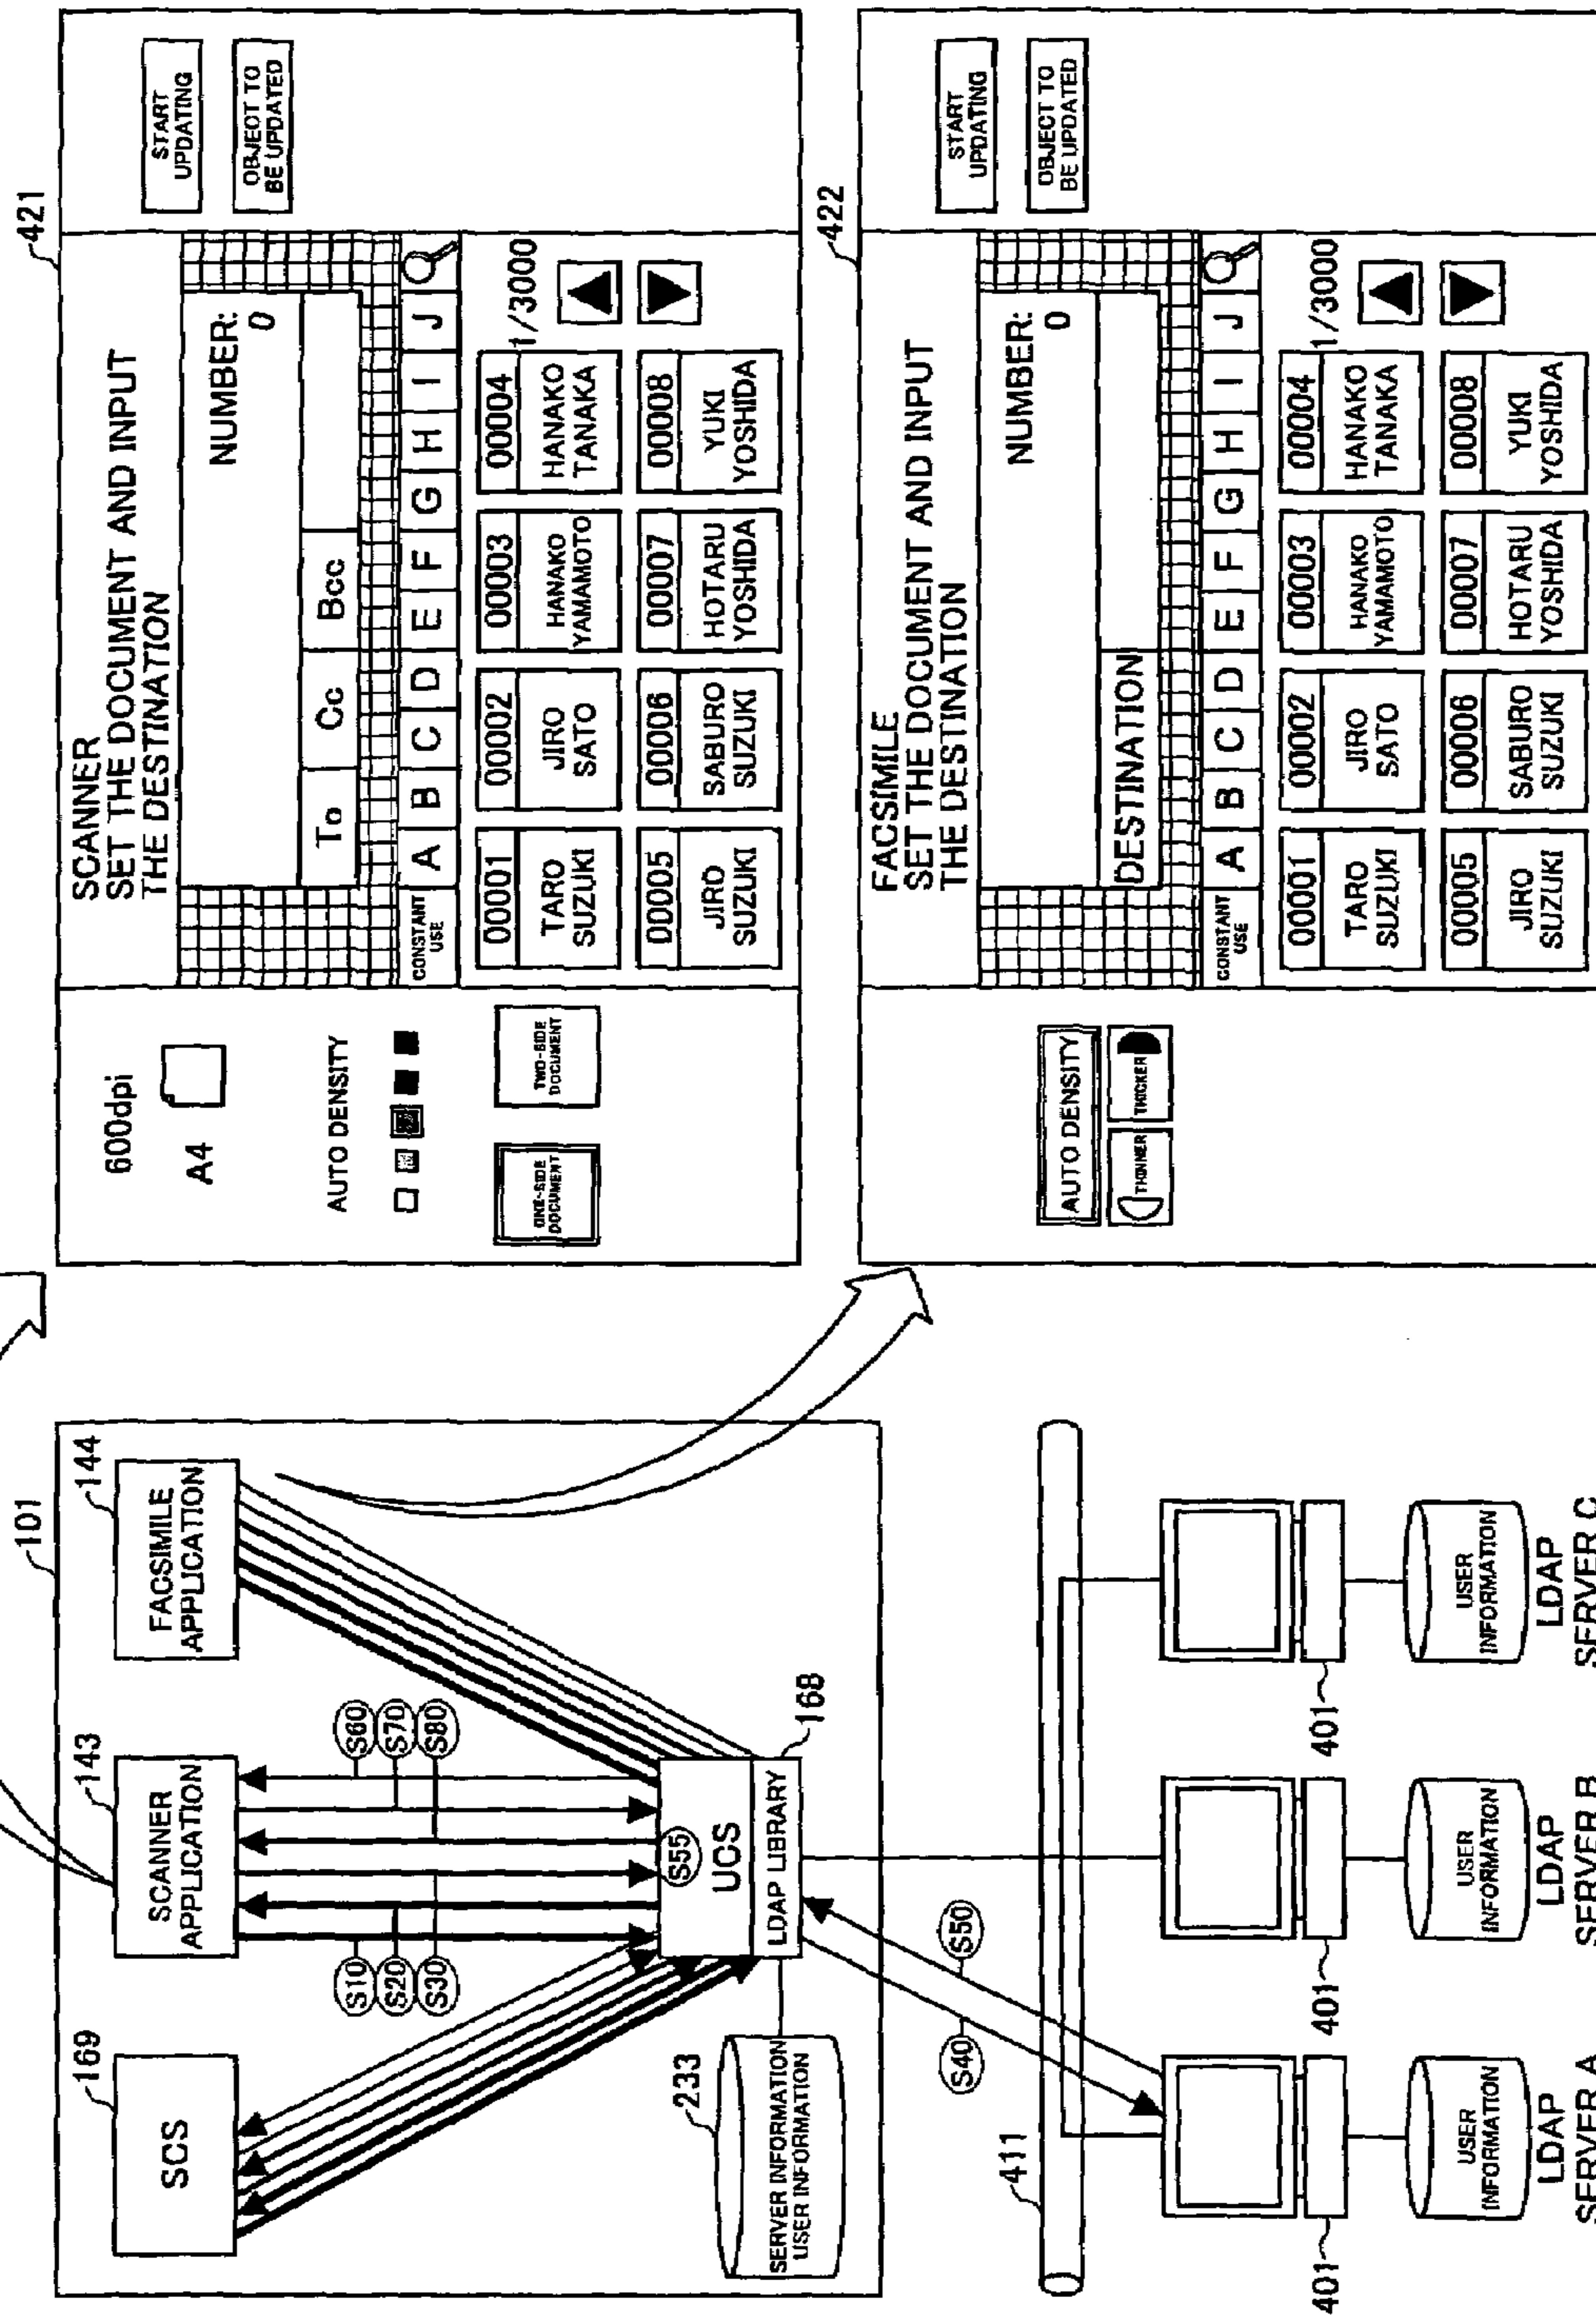 101
169
SCS
143
SCANNER
APPLICATION
144
FACSIMILE
APPLICATION
S10
S20
S30
S60
S70
S80
S55
UCS
LDAP LIBRARY
168
233
SERVER INFORMATION
USER INFORMATION
S40
S50
411
401
401
401
USER
INFORMATION
USER
INFORMATION
USER
INFORMATION
LDAP
SERVER A
LDAP
SERVER B
LDAP
SERVER C
421
600dpi
A4
AUTO DENSITY
ONE-SIDE
DOCUMENT
TWO-SIDE
DOCUMENT
SCANNER
SET THE DOCUMENT AND INPUT
THE DESTINATION
NUMBER:
0
To Cc Bcc
CONSTANT
USE
A B C D E F G H I J
00001 00002 00003 00004
1/3000
TARO
SUZUKI
JIRO
SATO
HANAKO
YAMAMOTO
HANAKO
TANAKA
00005 00006 00007 00008
JIRO
SUZUKI
SABURO
SUZUKI
HOTARU
YOSHIDA
YUKI
YOSHIDA
START
UPDATING
OBJECT TO
BE UPDATED
422
AUTO DENSITY
THINNER THICKER
FACSIMILE
SET THE DOCUMENT AND INPUT
THE DESTINATION
NUMBER:
0
DESTINATION
CONSTANT
USE
A B C D E F G H I J
00001 00002 00003 00004
1/3000
TARO
SUZUKI
JIRO
SATO
HANAKO
YAMAMOTO
HANAKO
TANAKA
00005 00006 00007 00008
JIRO
SUZUKI
SABURO
SUZUKI
HOTARU
YOSHIDA
YUKI
YOSHIDA
START
UPDATING
OBJECT TO
BE UPDATED